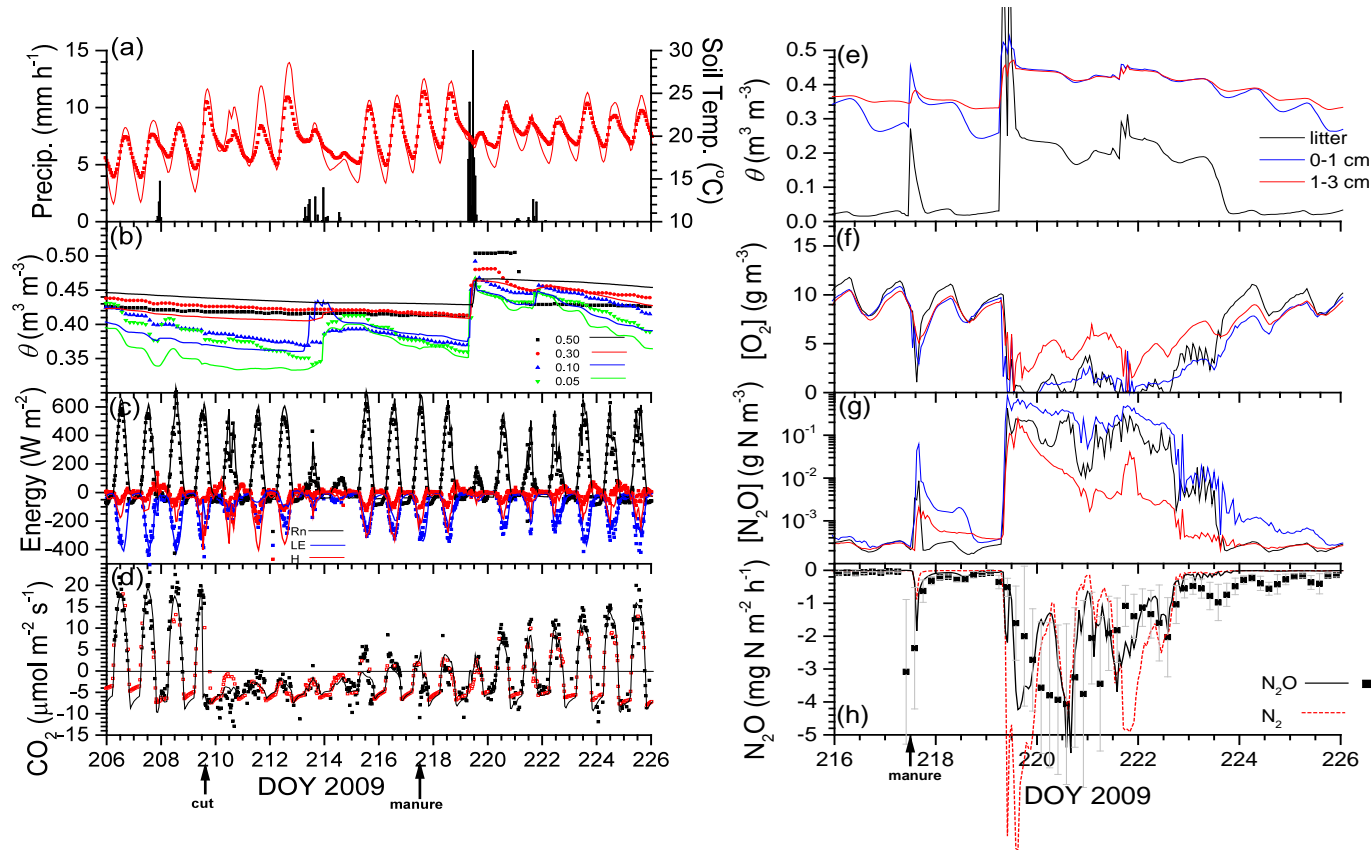 (a)
Precip. (mm h⁻¹)
15
10
5
0
Soil Temp. (°C)
30
25
20
15
10
(b)
θ (m³ m⁻³)
0.50
0.45
0.40
0.35
0.50
0.30
0.10
0.05
(c)
Energy (W m⁻²)
600
400
200
0
-200
-400
Rn
LE
H
(d)
CO₂ (μmol m⁻² s⁻¹)
20
15
10
5
0
-5
-10
-15
206 208 210 212 214 216 218 220 222 224 226
DOY 2009
cut
manure
(e)
θ (m³ m⁻³)
0.5
0.4
0.3
0.2
0.1
0.0
litter
0-1 cm
1-3 cm
(f)
[O₂] (g m⁻³)
15
10
5
0
(g)
[N₂O] (g N m⁻³)
10⁻¹
10⁻²
10⁻³
(h)
N₂O (mg N m⁻² h⁻¹)
0
-1
-2
-3
-4
-5
N₂O
N₂
216 218 220 222 224 226
manure
DOY 2009